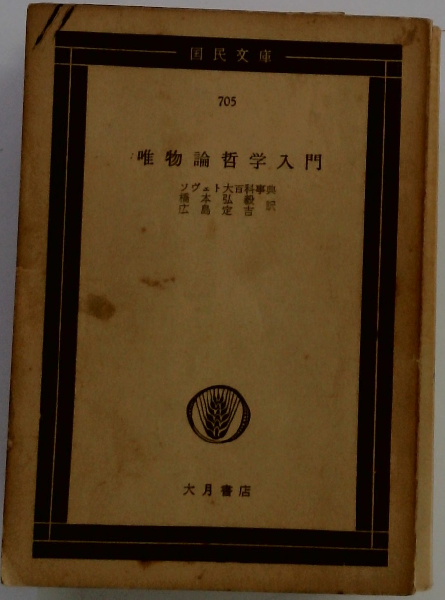 国民文庫
705
唯物論哲学入門
ソヴェト大百科事典
橋本弘毅
広島定吉 訳
大月書店